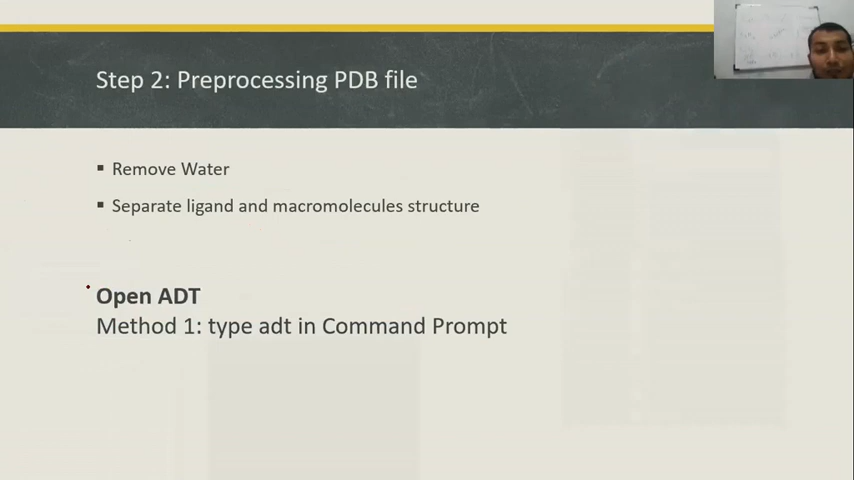 Step 2: Preprocessing PDB file
Remove Water
Separate ligand and macromolecules structure
Open ADT
Method 1: type adt in Command Prompt